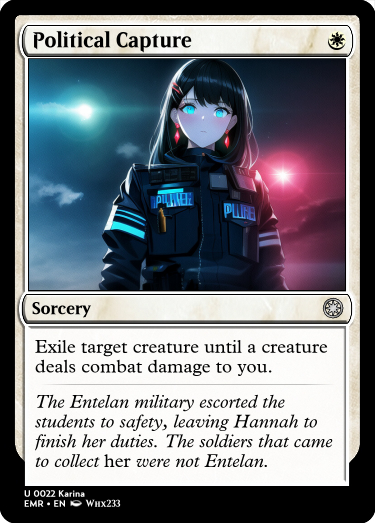 Political Capture
Sorcery
Exile target creature until a creature
deals combat damage to you.
The Entelan military escorted the
students to safety, leaving Hannah to
finish her duties. The soldiers that came
to collect her were not Entelan.
U 0022 Karina
EMR • EN Whx233